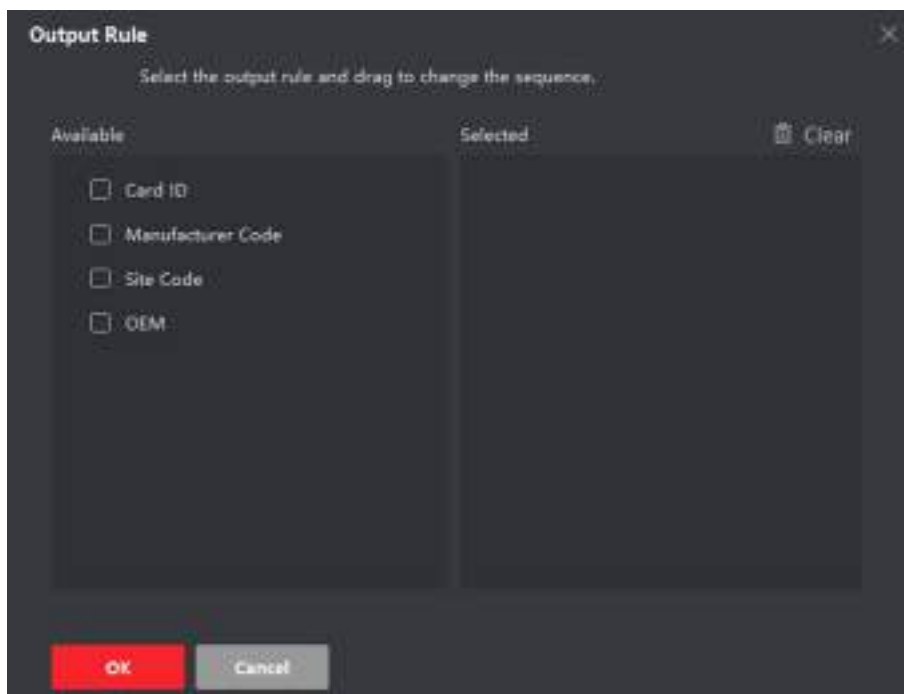 Output Rule
Select the output rule and drag to change the sequence.
Available
Selected
Clear
Card ID
Manufacturer Code
Site Code
OEM
OK
Cancel